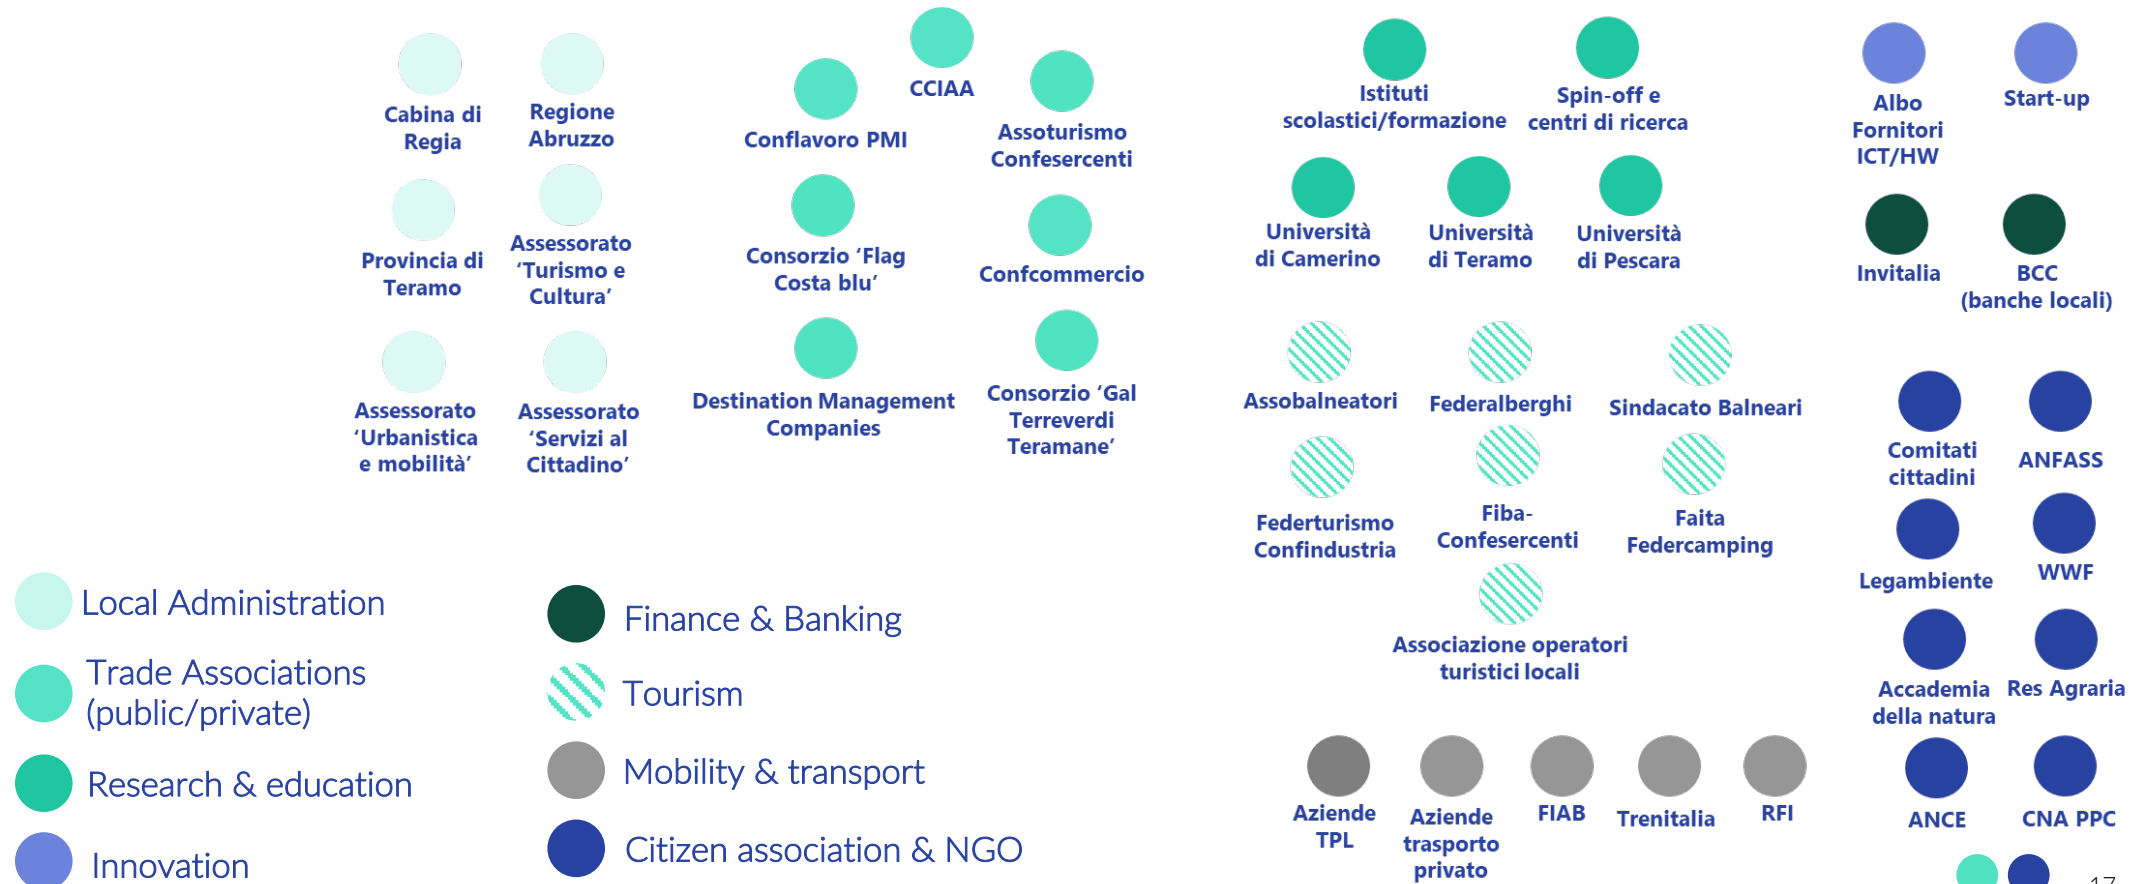 Cabina di
Regia
Regione
Abruzzo
Provincia di
Teramo
Assessorato
‘Turismo e
Cultura’
Assessorato
‘Urbanistica
e mobilità’
Assessorato
‘Servizi al
Cittadino’
CCIAA
Conflavoro PMI
Assoturismo
Confesercenti
Consorzio ‘Flag
Costa blu’
Confcommercio
Destination Management
Companies
Consorzio ‘Gal
Terreverdi
Teramane’
Istituti
scolastici/formazione
Spin-off e
centri di ricerca
Università
di Camerino
Università
di Teramo
Università
di Pescara
Albo
Fornitori
ICT/HW
Start-up
Invitalia
BCC
(banche locali)
Assobalneatori
Federalberghi
Sindacato Balneari
Federturismo
Confindustria
Fiba-
Confesercenti
Faita
Federcamping
Associazione operatori
turistici locali
Comitati
cittadini
ANFASS
Legambiente
WWF
Accademia
della natura
Res Agraria
ANCE
CNA PPC
Aziende
TPL
Aziende
trasporto
privato
FIAB
Trenitalia
RFI
Local Administration
Trade Associations
(public/private)
Research & education
Innovation
Finance & Banking
Tourism
Mobility & transport
Citizen association & NGO
17